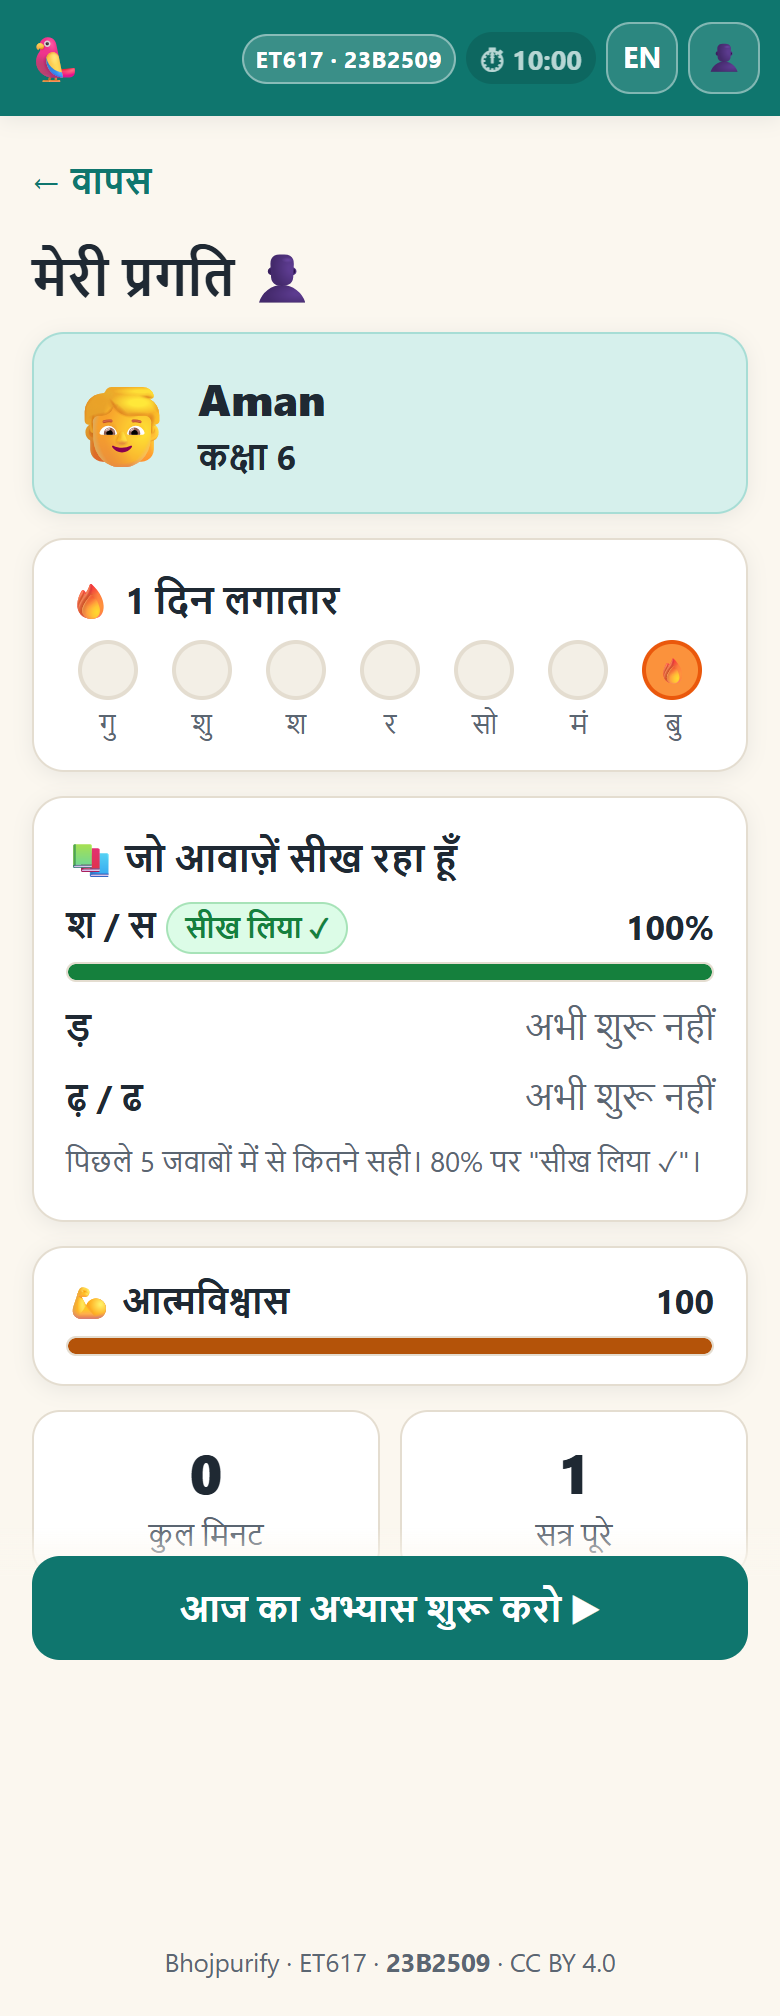 ET617 · 23B2509 ⏱ 10:00 EN
← वापस
मेरी प्रगति
Aman
कक्षा 6
1 दिन लगातार
गु शु श र सो मं बु
जो आवाज़ें सीख रहा हूँ
श / स सीख लिया ✓ 100%
ड़ अभी शुरू नहीं
ढ़ / ढ अभी शुरू नहीं
पिछले 5 जवाबों में से कितने सही। 80% पर "सीख लिया ✓"।
आत्मविश्वास 100
0 1
कुल मिनट सत्र पूरे
आज का अभ्यास शुरू करो ▶
Bhojpurify · ET617 · 23B2509 · CC BY 4.0